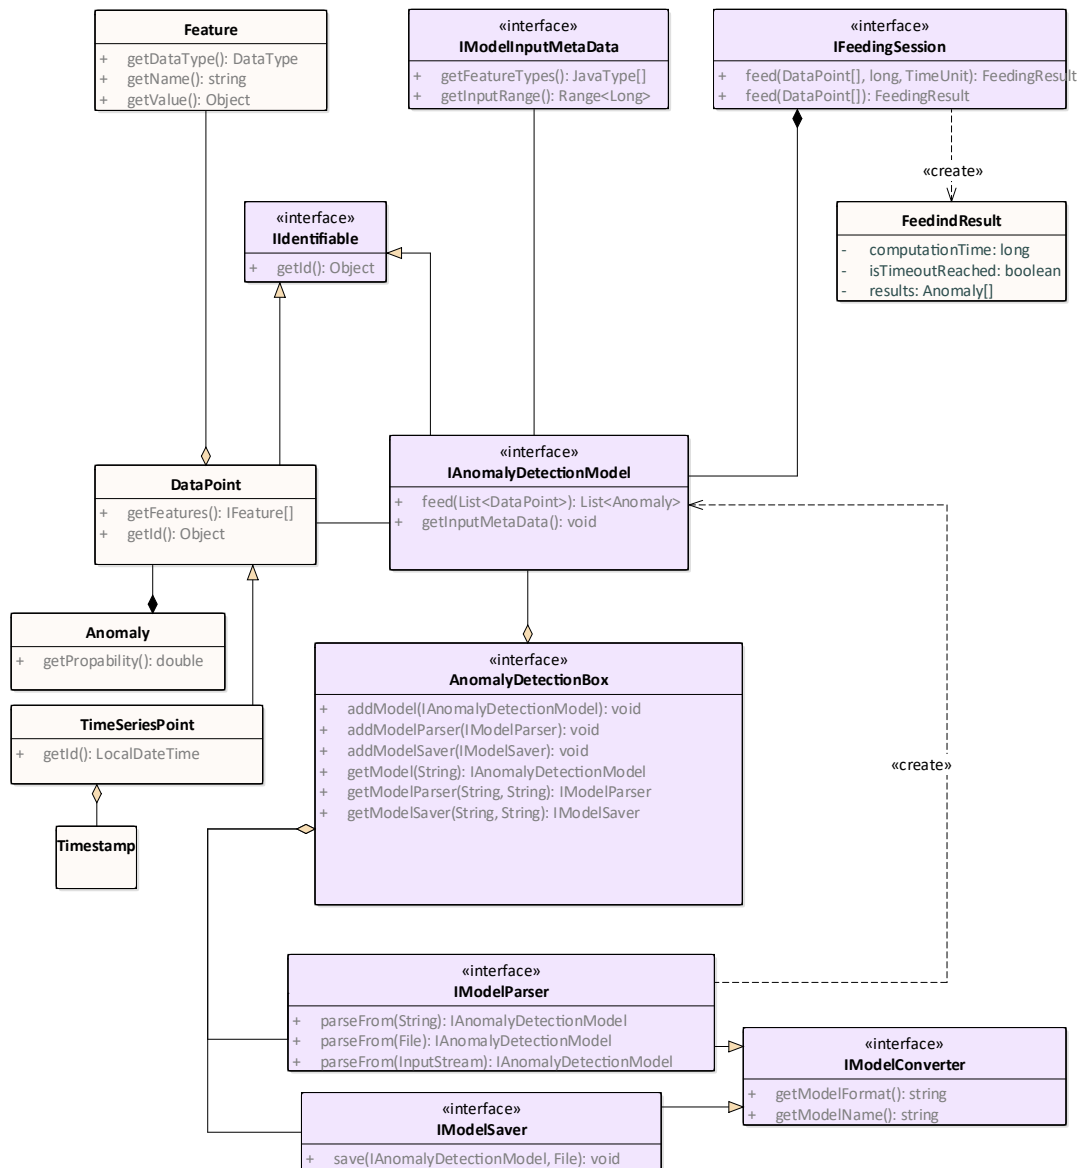 Feature
+ getDataType(): DataType
+ getName(): string
+ getValue(): Object
«interface»
IModelInputMetaData
+ getFeatureTypes(): JavaType[]
+ getInputRange(): Range<Long>
«interface»
IFeedingSession
+ feed(DataPoint[], long, TimeUnit): FeedingResult
+ feed(DataPoint[]): FeedingResult
«create»
«interface»
IIdentifiable
+ getId(): Object
FeedindResult
- computationTime: long
- isTimeoutReached: boolean
- results: Anomaly[]
«interface»
IAnomalyDetectionModel
+ feed(List<DataPoint>): List<Anomaly>
+ getInputMetaData(): void
DataPoint
+ getFeatures(): IFeature[]
+ getId(): Object
Anomaly
+ getPropability(): double
TimeSeriesPoint
+ getId(): LocalDateTime
Timestamp
«interface»
AnomalyDetectionBox
+ addModel(IAnomalyDetectionModel): void
+ addModelParser(IModelParser): void
+ addModelSaver(IModelSaver): void
+ getModel(String): IAnomalyDetectionModel
+ getModelParser(String, String): IModelParser
+ getModelSaver(String, String): IModelSaver
«create»
«interface»
IModelParser
+ parseFrom(String): IAnomalyDetectionModel
+ parseFrom(File): IAnomalyDetectionModel
+ parseFrom(InputStream): IAnomalyDetectionModel
«interface»
IModelConverter
+ getModelFormat(): string
+ getModelName(): string
«interface»
IModelSaver
+ save(IAnomalyDetectionModel, File): void